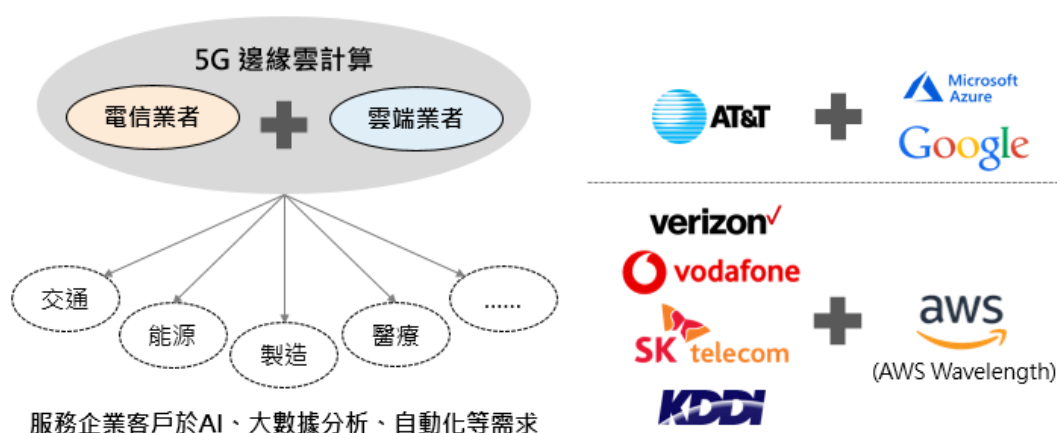 5G 邊緣雲計算
電信業者
雲端業者
交通
能源
製造
醫療
......
服務企業客戶於AI、大數據分析、自動化等需求
AT&T
Microsoft
Azure
Google
verizon
vodafone
SK telecom
KDDI
aws
(AWS Wavelength)